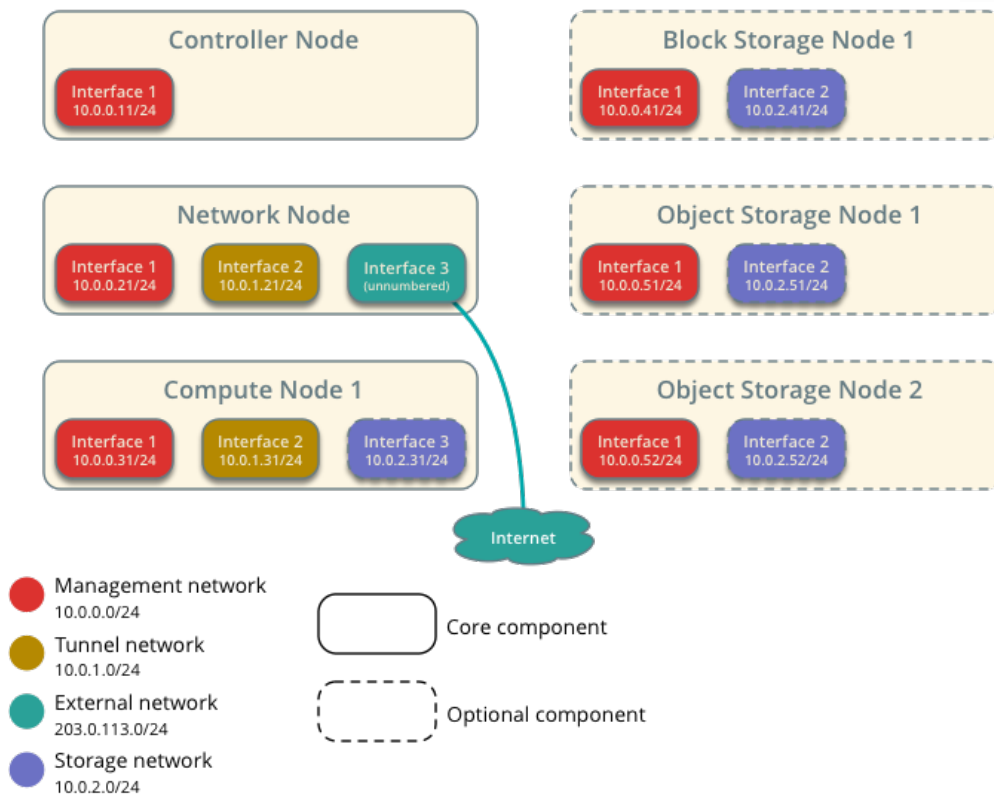 Controller Node
Interface 1
10.0.0.11/24
Block Storage Node 1
Interface 1
10.0.0.41/24
Interface 2
10.0.2.41/24
Network Node
Interface 1
10.0.0.21/24
Interface 2
10.0.1.21/24
Interface 3
(unnumbered)
Object Storage Node 1
Interface 1
10.0.0.51/24
Interface 2
10.0.2.51/24
Compute Node 1
Interface 1
10.0.0.31/24
Interface 2
10.0.1.31/24
Interface 3
10.0.2.31/24
Object Storage Node 2
Interface 1
10.0.0.52/24
Interface 2
10.0.2.52/24
Internet
Management network
10.0.0.0/24
Tunnel network
10.0.1.0/24
External network
203.0.113.0/24
Storage network
10.0.2.0/24
Core component
Optional component